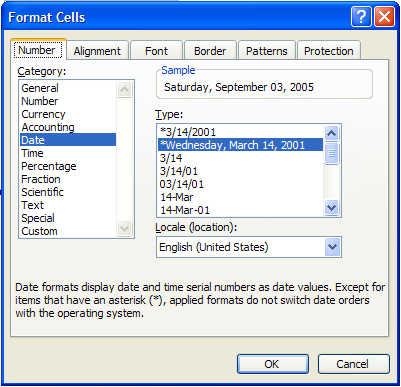 Format Cells
Number Alignment Font Border Patterns Protection
Category:
General
Number
Currency
Accounting
Date
Time
Percentage
Fraction
Scientific
Text
Special
Custom
Sample
Saturday, September 03, 2005
Type:
*3/14/2001
*Wednesday, March 14, 2001
3/14
3/14/01
03/14/01
14-Mar
14-Mar-01
Locale (location):
English (United States)
Date formats display date and time serial numbers as date values. Except for
items that have an asterisk (*), applied formats do not switch date orders
with the operating system.
OK Cancel